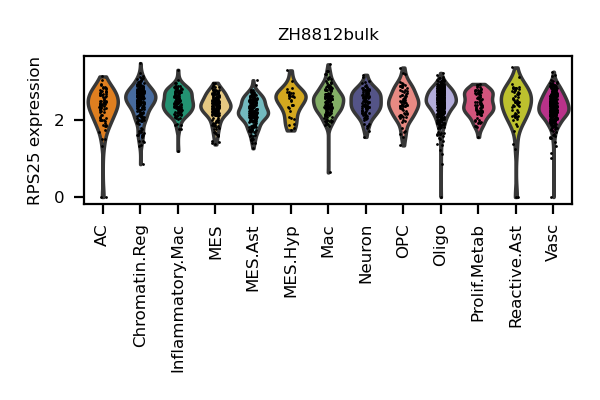 ZH8812bulk
RPS25 expression
2
0
AC
Chromatin.Reg
Inflammatory.Mac
MES
MES.Ast
MES.Hyp
Mac
Neuron
OPC
Oligo
Prolif.Metab
Reactive.Ast
Vasc